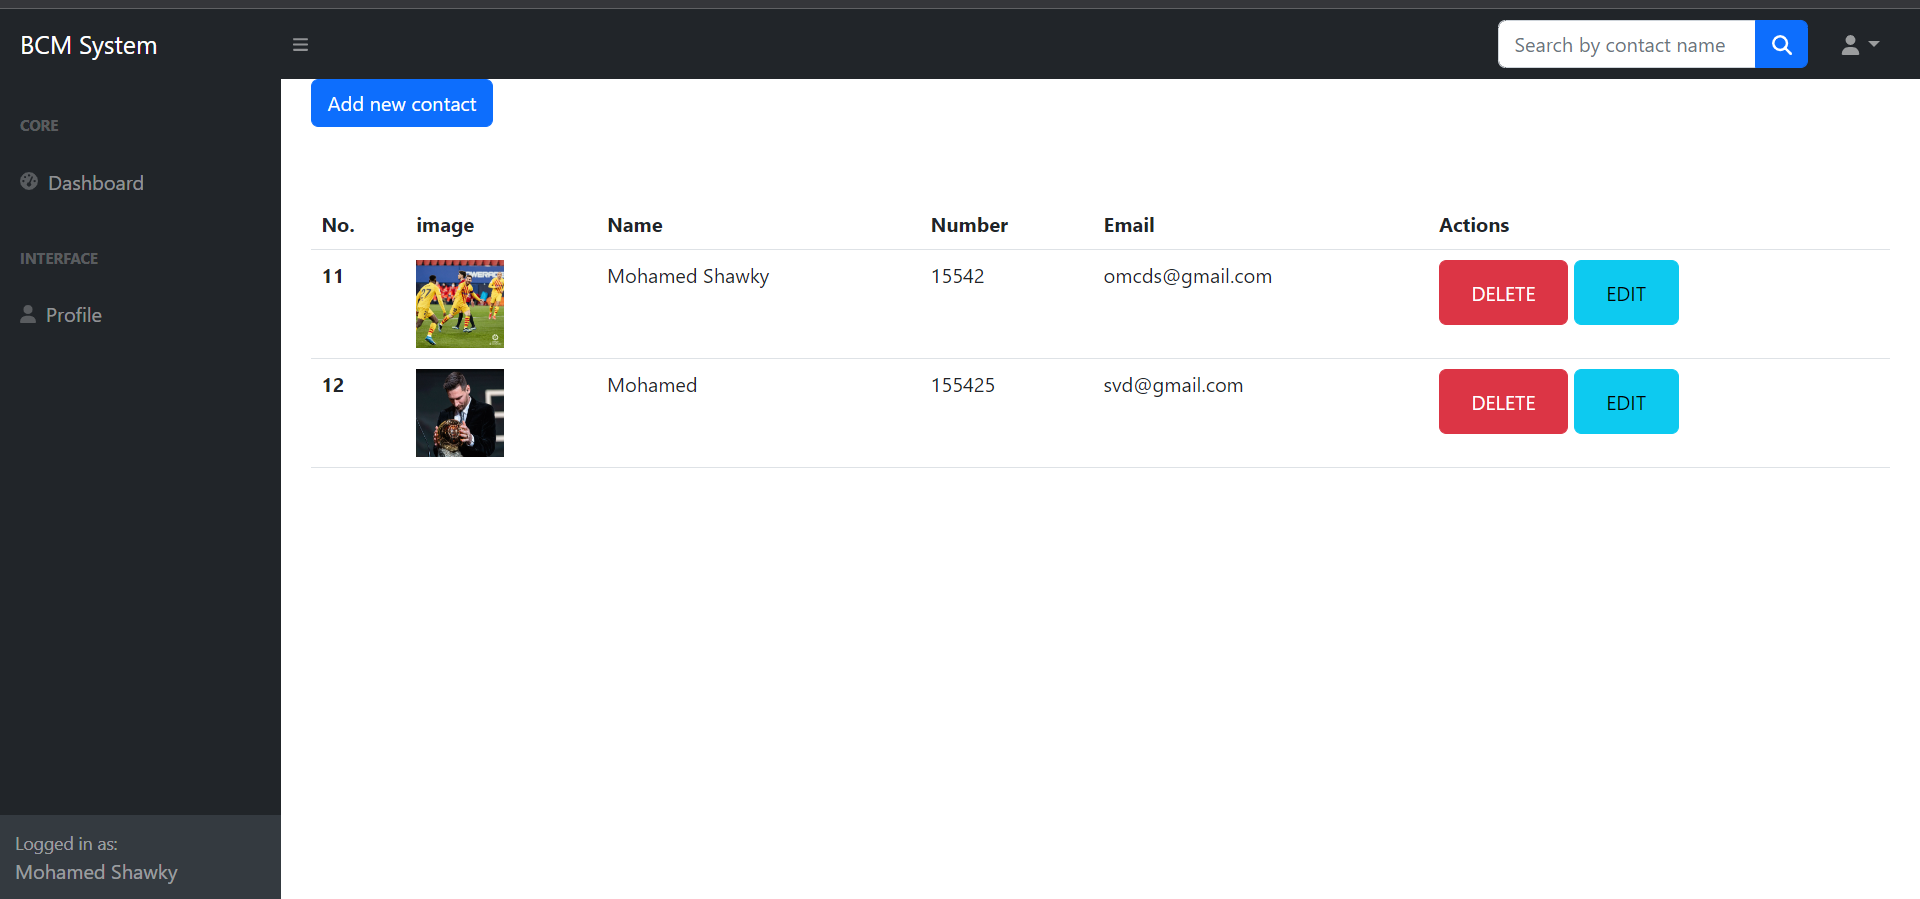 BCM System
Search by contact name
Add new contact
CORE
Dashboard
INTERFACE
Profile
No. image Name Number Email Actions
11 Mohamed Shawky 15542 omcds@gmail.com DELETE EDIT
12 Mohamed 155425 svd@gmail.com DELETE EDIT
Logged in as:
Mohamed Shawky